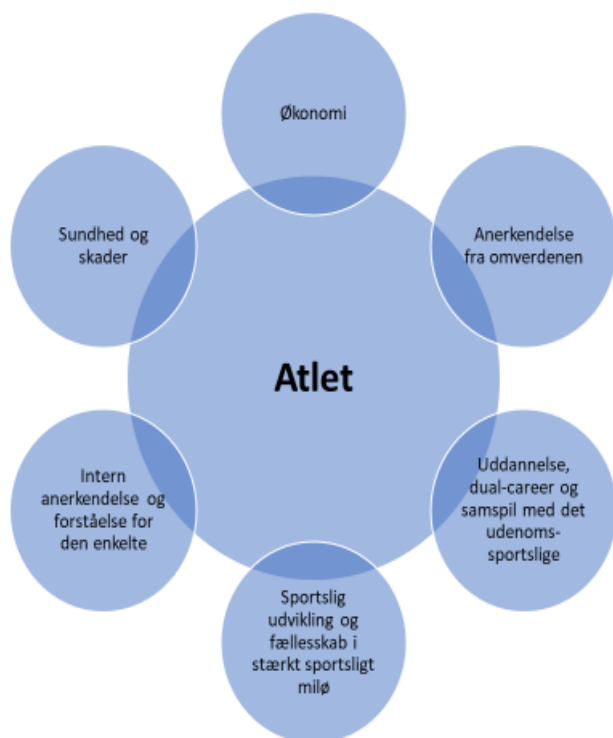 Økonomi
Anerkendelse
fra omverdenen
Sundhed og
skader
Atlet
Uddannelse,
dual-career og
samspil med det
udenoms-
sportslige
Intern
anerkendelse og
forståelse for
den enkelte
Sportslig
udvikling og
fællesskab i
stærkt sportsligt
milø